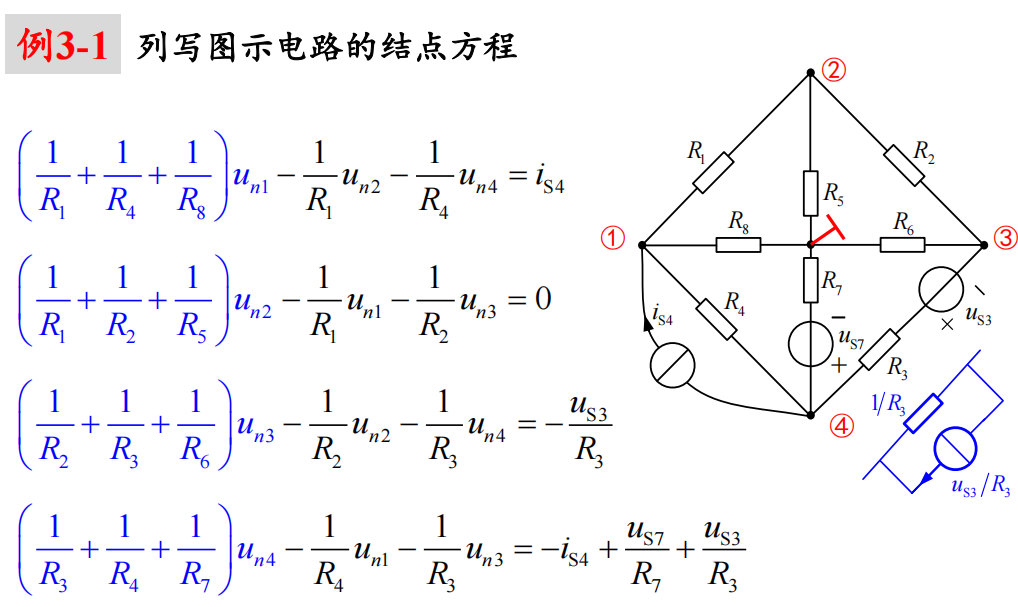 例3-1 列写图示电路的结点方程
(1/R₁ + 1/R₄ + 1/R₈)uₙ₁ − 1/R₁ uₙ₂ − 1/R₄ uₙ₄ = i_S4
(1/R₁ + 1/R₂ + 1/R₅)uₙ₂ − 1/R₁ uₙ₁ − 1/R₂ uₙ₃ = 0
(1/R₂ + 1/R₃ + 1/R₆)uₙ₃ − 1/R₂ uₙ₂ − 1/R₃ uₙ₄ = − u_S3/R₃
(1/R₃ + 1/R₄ + 1/R₇)uₙ₄ − 1/R₄ uₙ₁ − 1/R₃ uₙ₃ = −i_S4 + u_S7/R₇ + u_S3/R₃
②
R₁
R₂
R₅
①
R₈
R₆
③
R₇
i_S4
R₄
−
u_S7
+
−
u_S3
+
R₃
④
1/R₃
u_S3/R₃